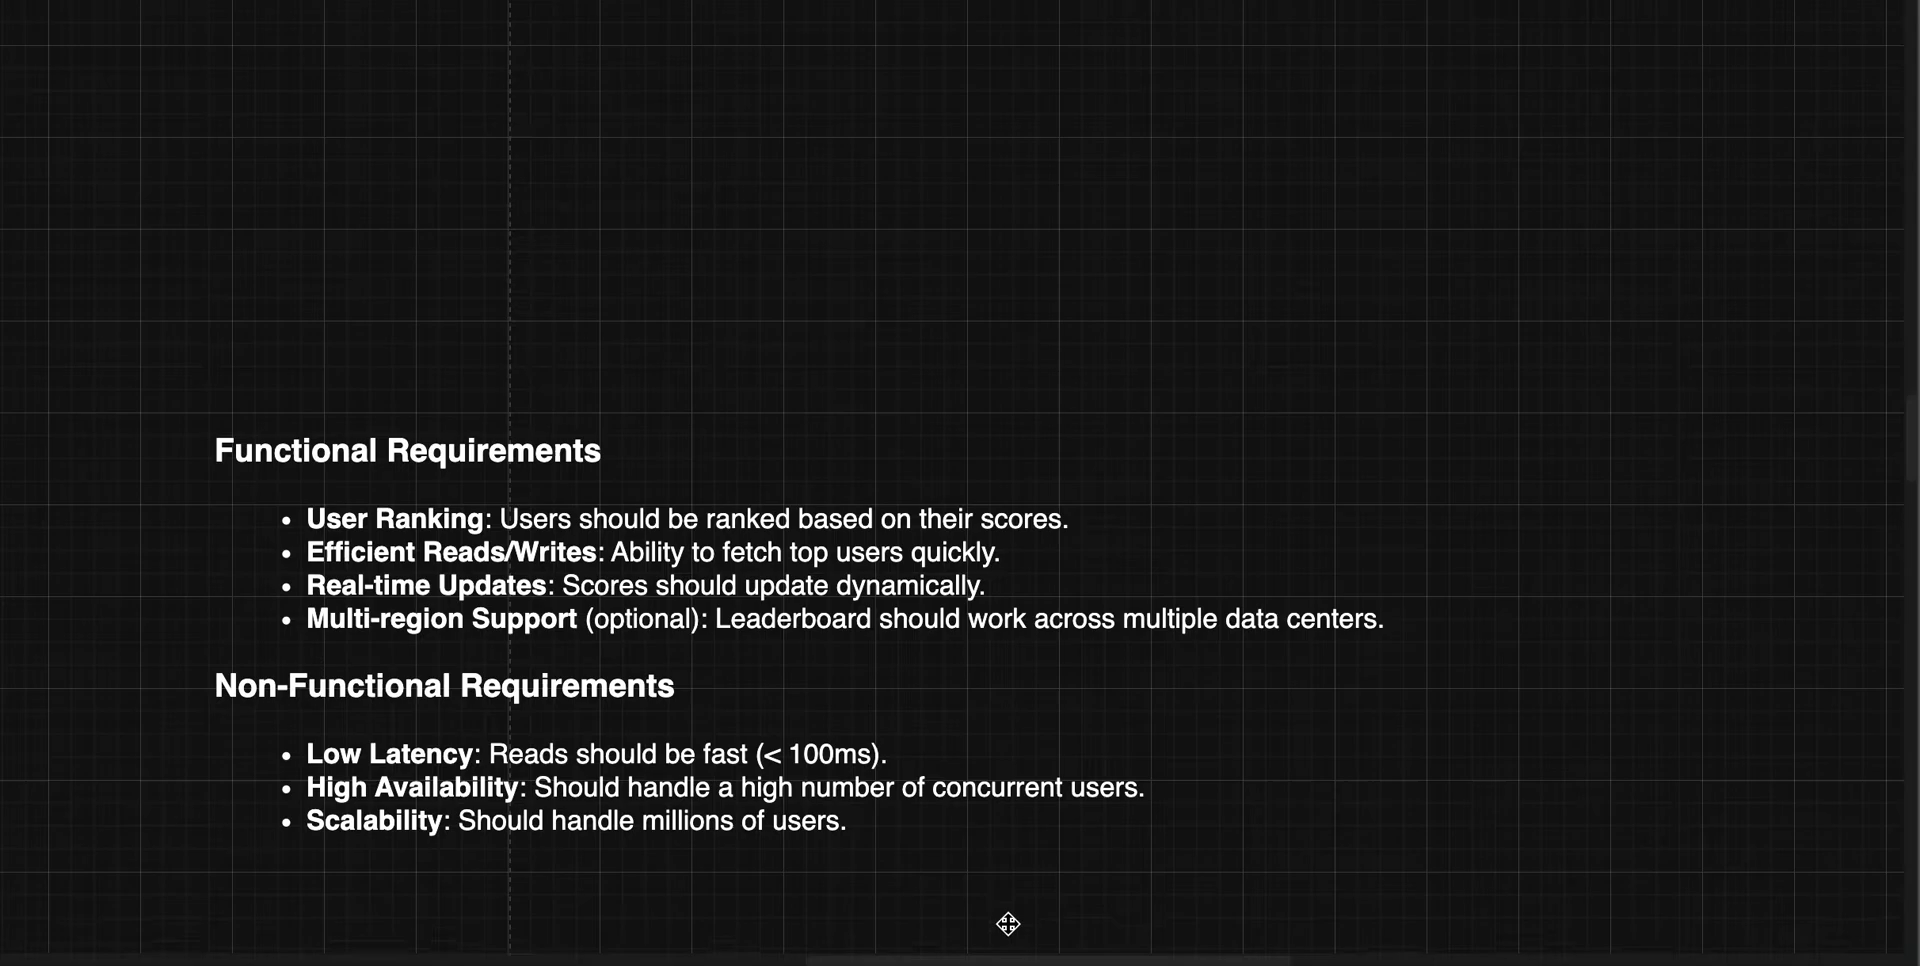 Functional Requirements
• User Ranking: Users should be ranked based on their scores.
• Efficient Reads/Writes: Ability to fetch top users quickly.
• Real-time Updates: Scores should update dynamically.
• Multi-region Support (optional): Leaderboard should work across multiple data centers.
Non-Functional Requirements
• Low Latency: Reads should be fast (< 100ms).
• High Availability: Should handle a high number of concurrent users.
• Scalability: Should handle millions of users.